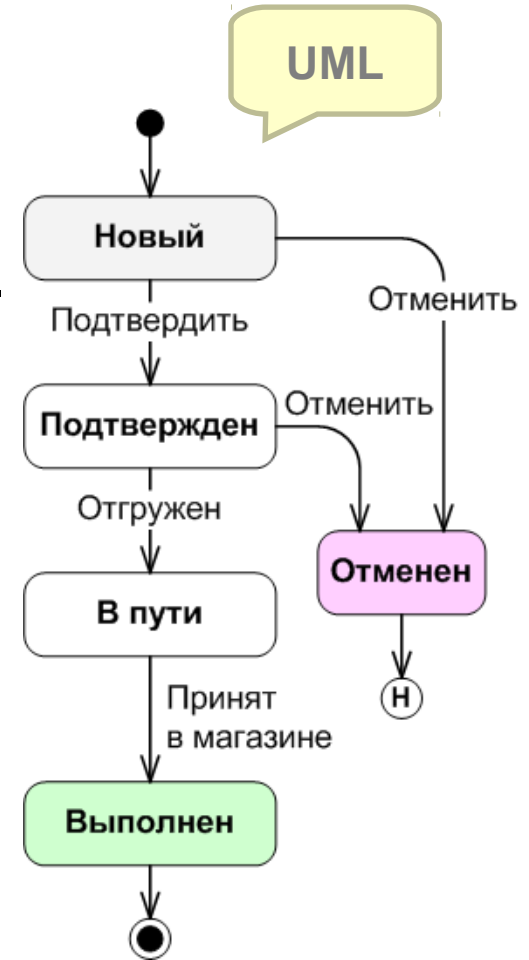 UML
Новый
Отменить
Подтвердить
Отменить
Подтвержден
Отгружен
Отменен
В пути
Принят
в магазине
Н
Выполнен